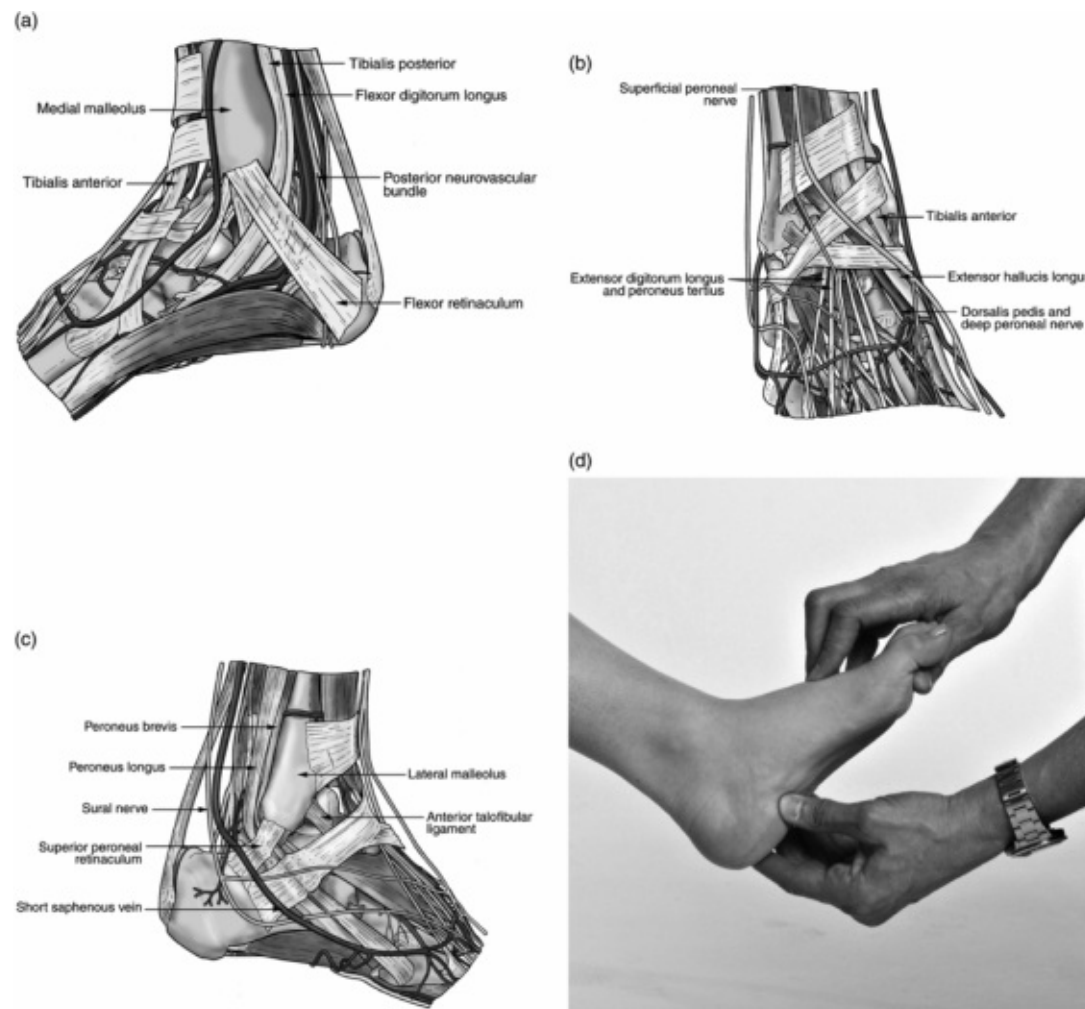 (a)
Tibialis posterior
Flexor digitorum longus
Medial malleolus
Tibialis anterior
Posterior neurovascular
bundle
Flexor retinaculum
(b)
Superficial peroneal
nerve
Tibialis anterior
Extensor digitorum longus
and peroneus tertius
Extensor hallucis longus
Dorsalis pedis and
deep peroneal nerve
(c)
Peroneus brevis
Peroneus longus
Lateral malleolus
Sural nerve
Anterior talofibular
ligament
Superior peroneal
retinaculum
Short saphenous vein
(d)